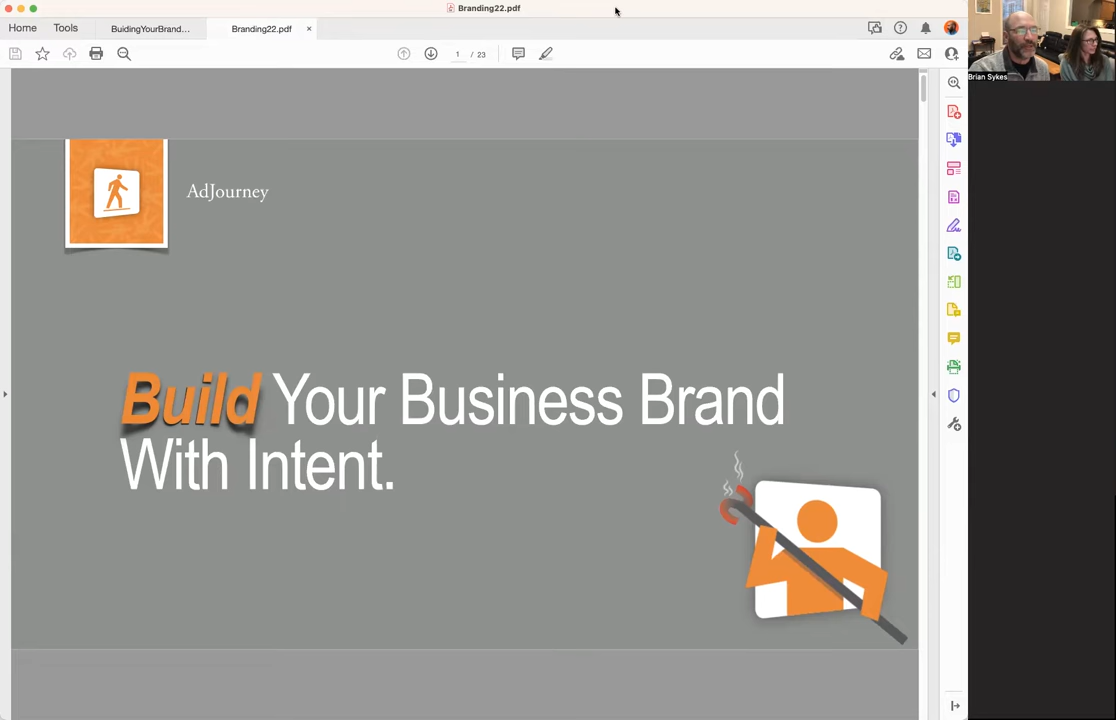 Branding22.pdf
Home
Tools
BuidingYourBrand...
Branding22.pdf ×
1 / 23
Brian Sykes
AdJourney
Build Your Business Brand
With Intent.